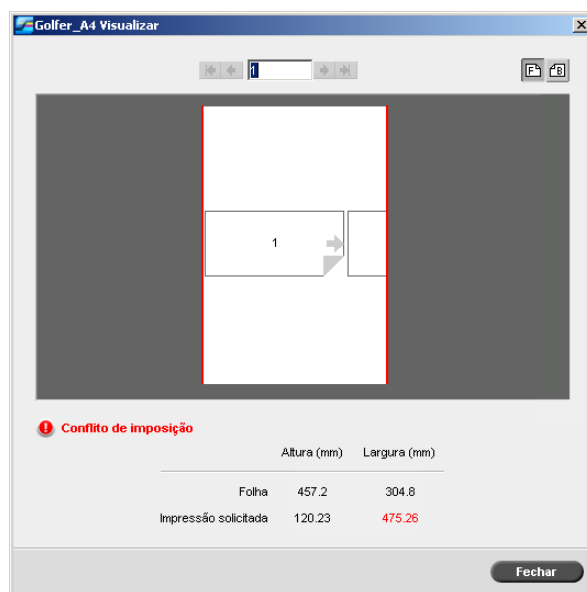 Golfer_A4 Visualizar
1
F B
1
Conflito de imposição
Altura (mm) Largura (mm)
Folha 457.2 304.8
Impressão solicitada 120.23 475.26
Fechar